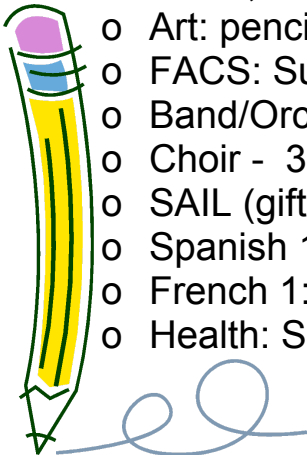 o Art: penci
o FACS: Su
o Band/Orc
o Choir - 3
o SAIL (gift
o Spanish 1
o French 1:
o Health: S